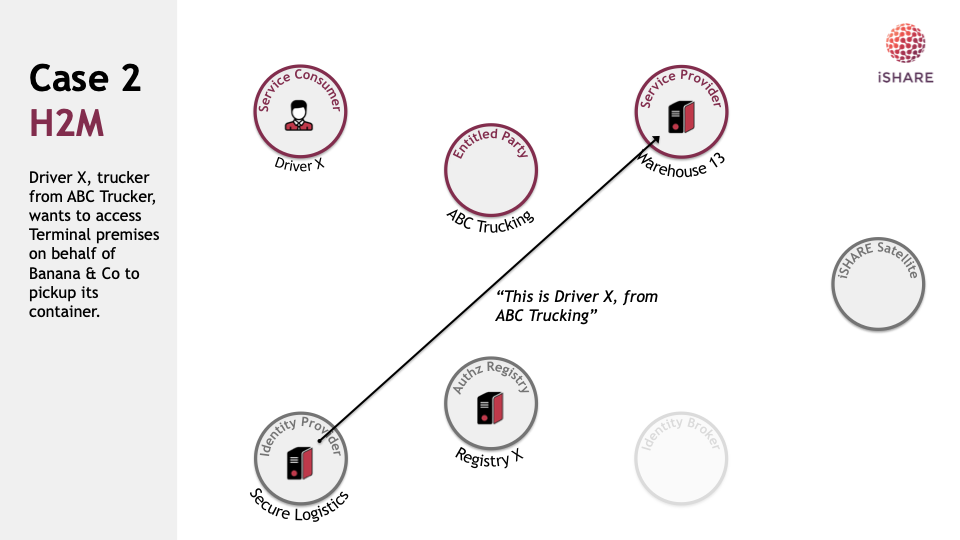 Case 2
H2M
Driver X, trucker
from ABC Trucker,
wants to access
Terminal premises
on behalf of
Banana & Co to
pickup its
container.
Service Consumer
Driver X
Entitled Party
ABC Trucking
Service Provider
Warehouse 13
iSHARE
iSHARE Satellite
“This is Driver X, from
ABC Trucking”
Authz Registry
Registry X
Identity Provider
Secure Logistics
Identity Broker